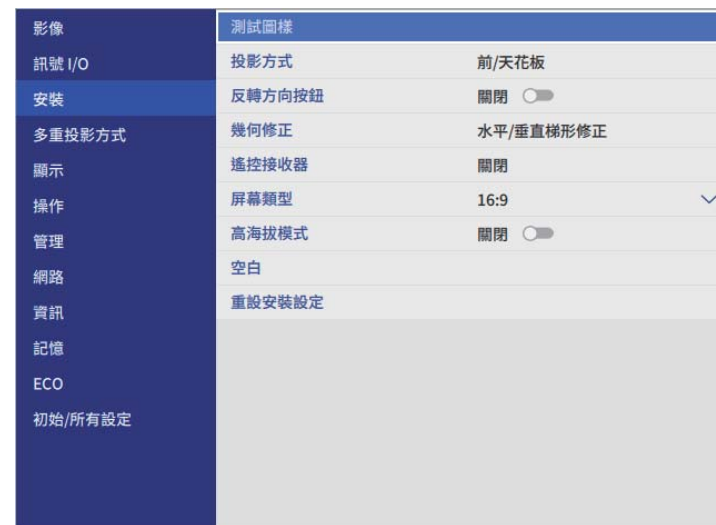 影像
訊號 I/O
安裝
多重投影方式
顯示
操作
管理
網路
資訊
記憶
ECO
初始/所有設定
測試圖樣
投影方式 前/天花板
反轉方向按鈕 關閉
幾何修正 水平/垂直梯形修正
遙控接收器 關閉
屏幕類型 16:9
高海拔模式 關閉
空白
重設安裝設定